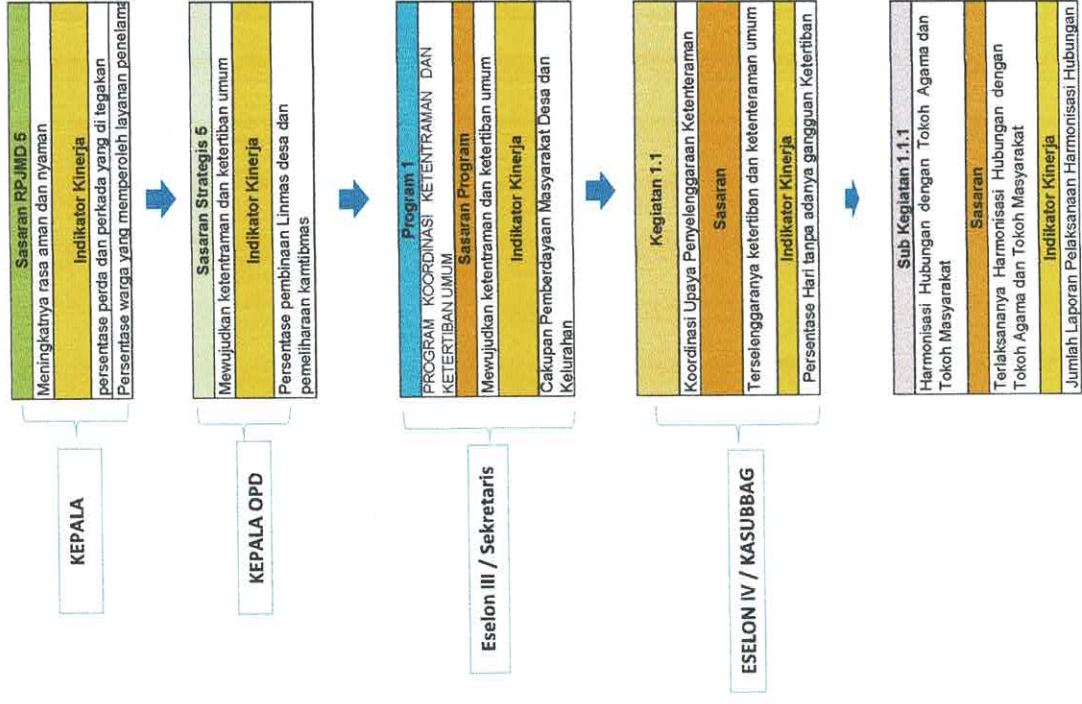 KEPALA
Sasaran RPJMD 5
Meningkatnya rasa aman dan nyaman
Indikator Kinerja
persentase perda dan perkada yang di tegakan
Persentase warga yang memperoleh layanan penelama
KEPALA OPD
Sasaran Strategis 5
Mewujudkan ketentraman dan ketertiban umum
Indikator Kinerja
Persentase pembinaan Linmas desa dan
pemeliharaan kamtibmas
Eselon III / Sekretaris
Program 1
PROGRAM KOORDINASI KETENTRAMAN DAN
KETERTIBAN UMUM
Sasaran Program
Mewujudkan ketentraman dan ketertiban umum
Indikator Kinerja
Cakupan Pemberdayaan Masyarakat Desa dan
Kelurahan
ESELON IV / KASUBBAG
Kegiatan 1.1
Koordinasi Upaya Penyelenggaraan Ketenteraman
Sasaran
Terselenggaranya ketertiban dan ketenteraman umum
Indikator Kinerja
Persentase Hari tanpa adanya gangguan Ketertiban
Sub Kegiatan 1.1.1
Harmonisasi Hubungan dengan Tokoh Agama dan
Tokoh Masyarakat
Sasaran
Terlaksananya Harmonisasi Hubungan dengan
Tokoh Agama dan Tokoh Masyarakat
Indikator Kinerja
Jumlah Laporan Pelaksanaan Harmonisasi Hubungan